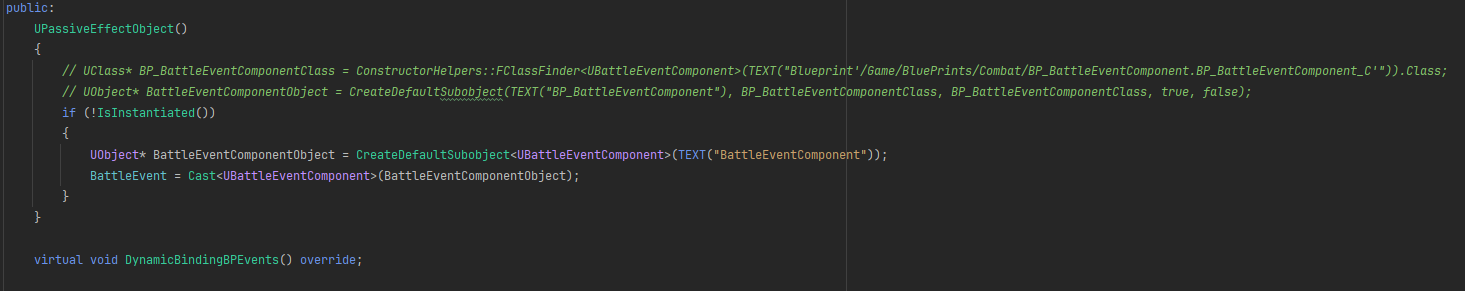 public:
UPassiveEffectObject()
{
// UClass* BP_BattleEventComponentClass = ConstructorHelpers::FClassFinder<UBattleEventComponent>(TEXT("Blueprint'/Game/BluePrints/Combat/BP_BattleEventComponent.BP_BattleEventComponent_C'")).Class;
// UObject* BattleEventComponentObject = CreateDefaultSubobject(TEXT("BP_BattleEventComponent"), BP_BattleEventComponentClass, BP_BattleEventComponentClass, true, false);
if (!IsInstantiated())
{
UObject* BattleEventComponentObject = CreateDefaultSubobject<UBattleEventComponent>(TEXT("BattleEventComponent"));
BattleEvent = Cast<UBattleEventComponent>(BattleEventComponentObject);
}
}
virtual void DynamicBindingBPEvents() override;